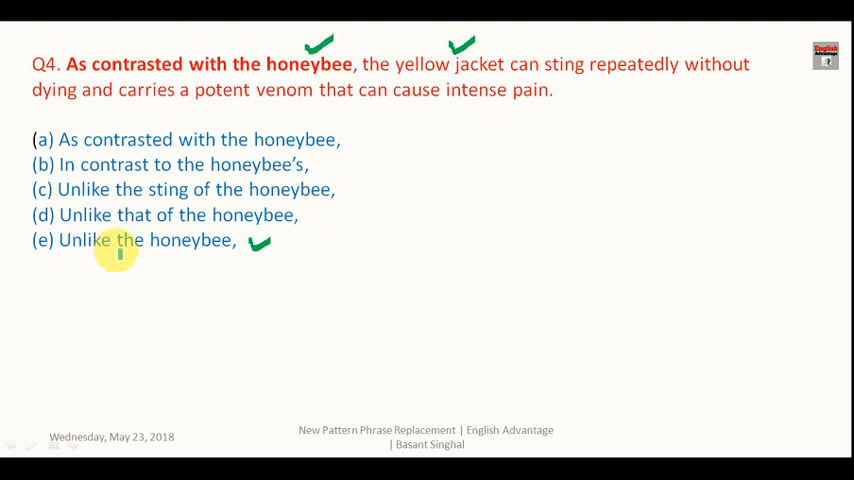 English
Q4. As contrasted with the honeybee, the yellow jacket can sting repeatedly without
dying and carries a potent venom that can cause intense pain.
(a) As contrasted with the honeybee,
(b) In contrast to the honeybee’s,
(c) Unlike the sting of the honeybee,
(d) Unlike that of the honeybee,
(e) Unlike the honeybee,
Wednesday, May 23, 2018
New Pattern Phrase Replacement | English Advantage
| Basant Singhal